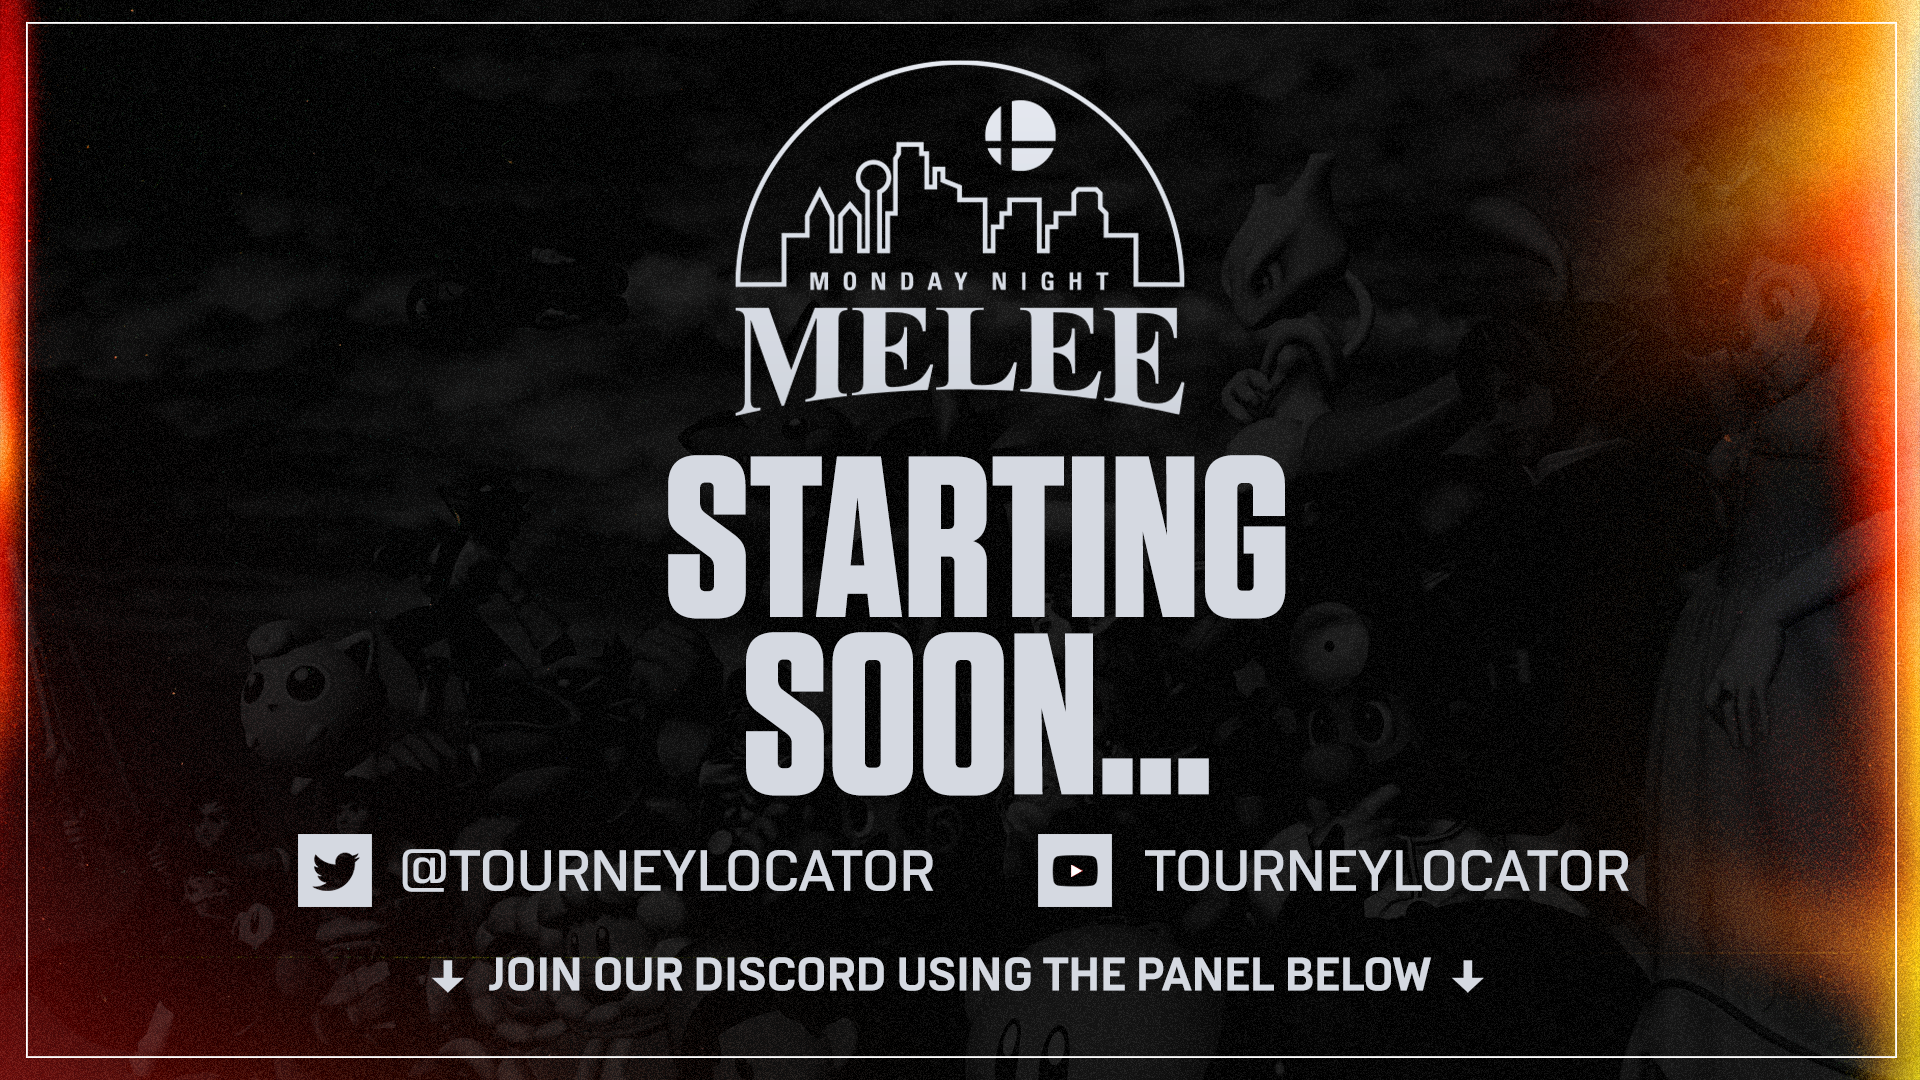 MONDAY NIGHT
MELEE
STARTING
SOON...
@TOURNEYLOCATOR
TOURNEYLOCATOR
JOIN OUR DISCORD USING THE PANEL BELOW